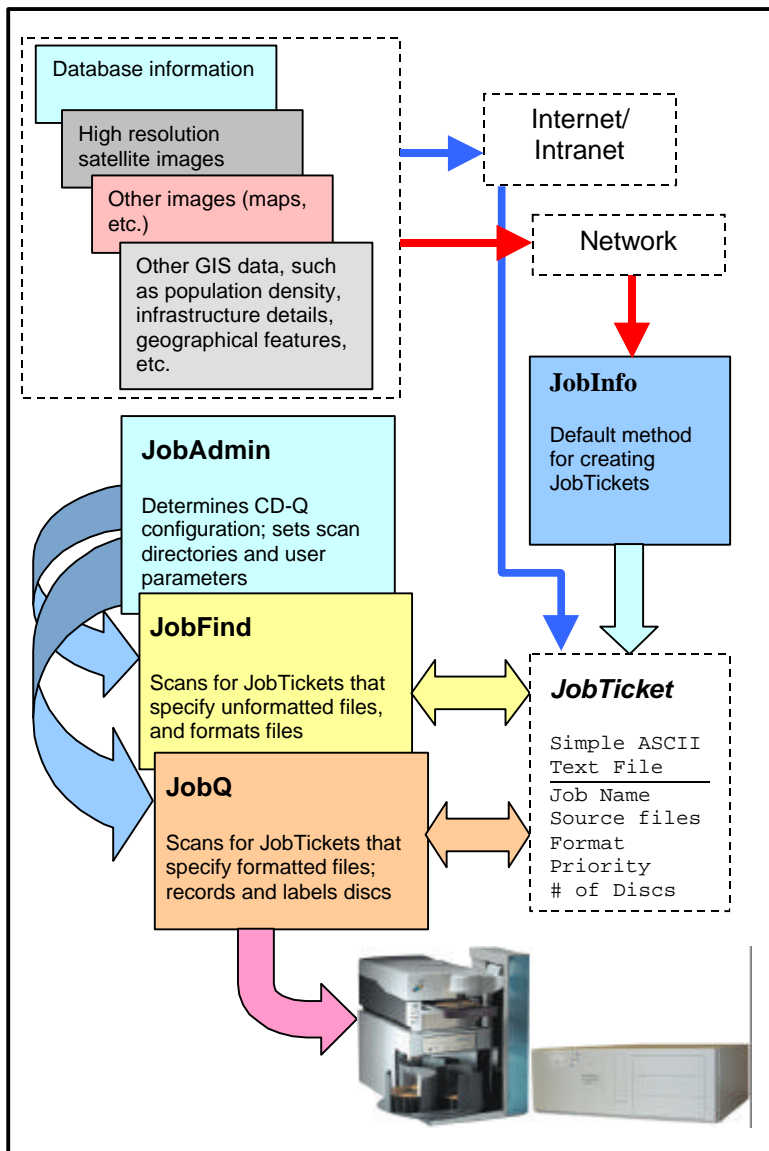 Database information
High resolution
satellite images
Other images (maps,
etc.)
Other GIS data, such
as population density,
infrastructure details,
geographical features,
etc.
Internet/
Intranet
Network
JobInfo
Default method
for creating
JobTickets
JobAdmin
Determines CD-Q
configuration; sets scan
directories and user
parameters
JobFind
Scans for JobTickets that
specify unformatted files,
and formats files
JobQ
Scans for JobTickets that
specify formatted files;
records and labels discs
JobTicket
Simple ASCII
Text File
Job Name
Source files
Format
Priority
# of Discs